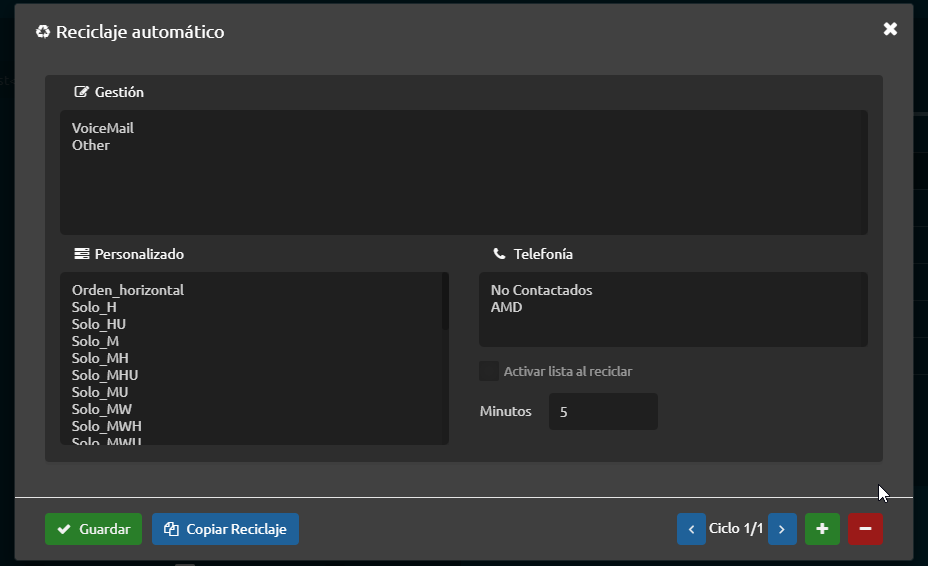 Reciclaje automático
Gestión
VoiceMail
Other
Personalizado
Orden_horizontal
Solo_H
Solo_HU
Solo_M
Solo_MH
Solo_MHU
Solo_MU
Solo_MW
Solo_MWH
Solo_MWU
Telefonía
No Contactados
AMD
Activar lista al reciclar
Minutos 5
Guardar
Copiar Reciclaje
Ciclo 1/1